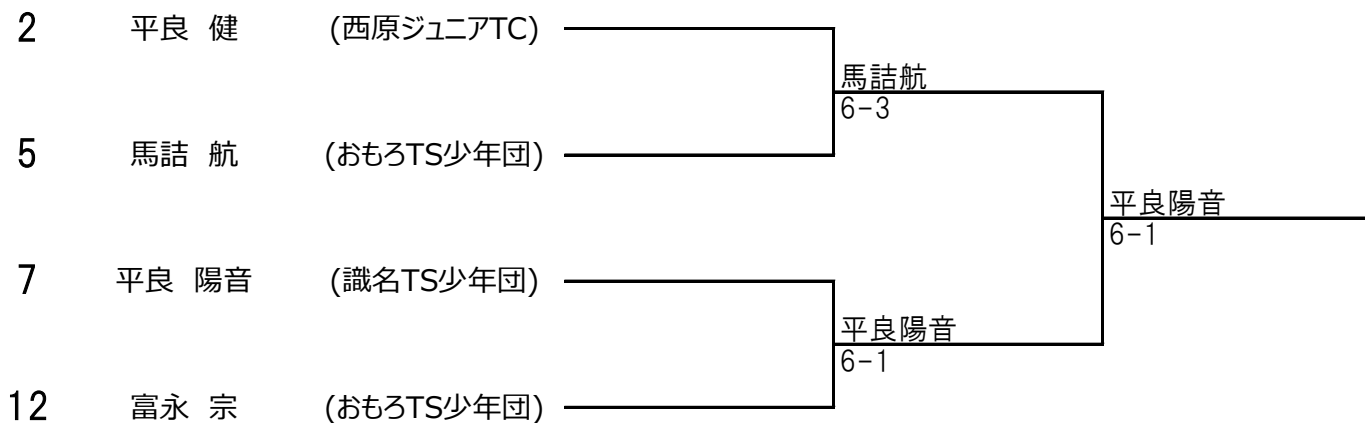 2 平良 健 (西原ジュニアTC)
馬詰航
6-3
5 馬詰 航 (おもろTS少年団)
平良陽音
6-1
7 平良 陽音 (識名TS少年団)
平良陽音
6-1
12 富永 宗 (おもろTS少年団)